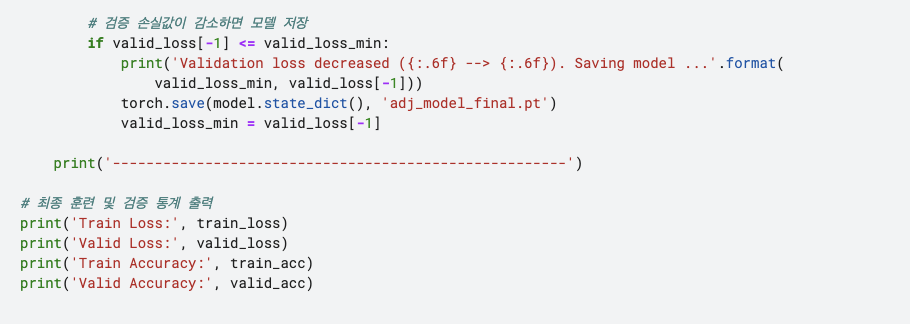 # 검증 손실값이 감소하면 모델 저장
if valid_loss[-1] <= valid_loss_min:
print('Validation loss decreased ({:.6f} --> {:.6f}). Saving model ...'.format(
valid_loss_min, valid_loss[-1]))
torch.save(model.state_dict(), 'adj_model_final.pt')
valid_loss_min = valid_loss[-1]
print('------------------------------------------------------')
# 최종 훈련 및 검증 통계 출력
print('Train Loss:', train_loss)
print('Valid Loss:', valid_loss)
print('Train Accuracy:', train_acc)
print('Valid Accuracy:', valid_acc)